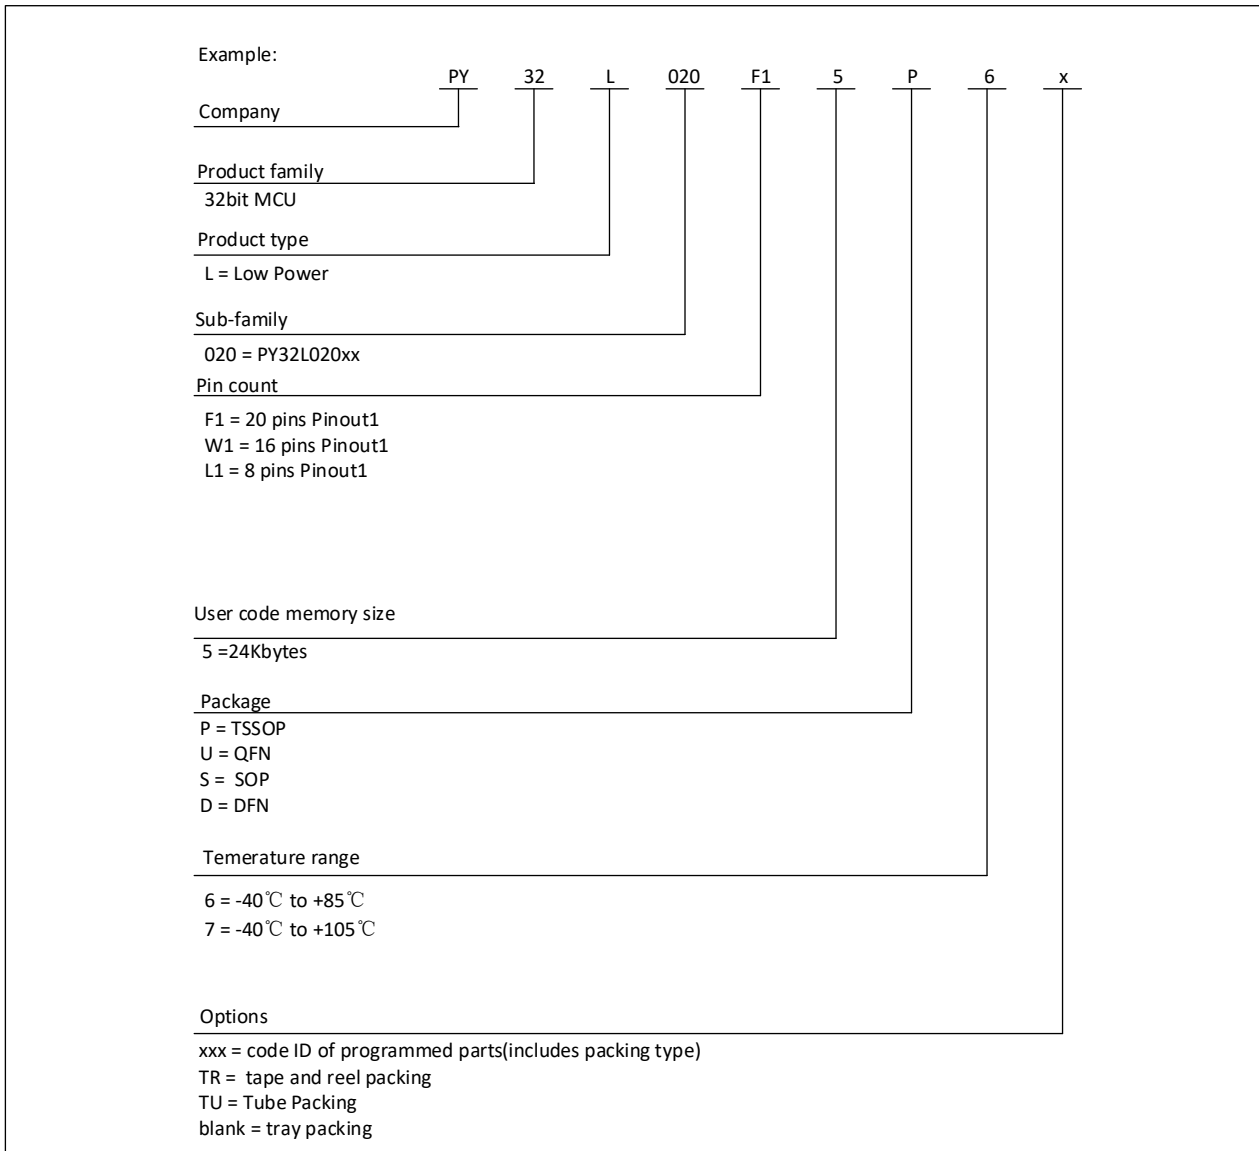 Example:
PY 32 L 020 F1 5 P 6 x
Company
Product family
32bit MCU
Product type
L = Low Power
Sub-family
020 = PY32L020xx
Pin count
F1 = 20 pins Pinout1
W1 = 16 pins Pinout1
L1 = 8 pins Pinout1
User code memory size
5 =24Kbytes
Package
P = TSSOP
U = QFN
S =  SOP
D = DFN
Temerature range
6 = -40℃ to +85℃
7 = -40℃ to +105℃
Options
xxx = code ID of programmed parts(includes packing type)
TR =  tape and reel packing
TU = Tube Packing
blank = tray packing